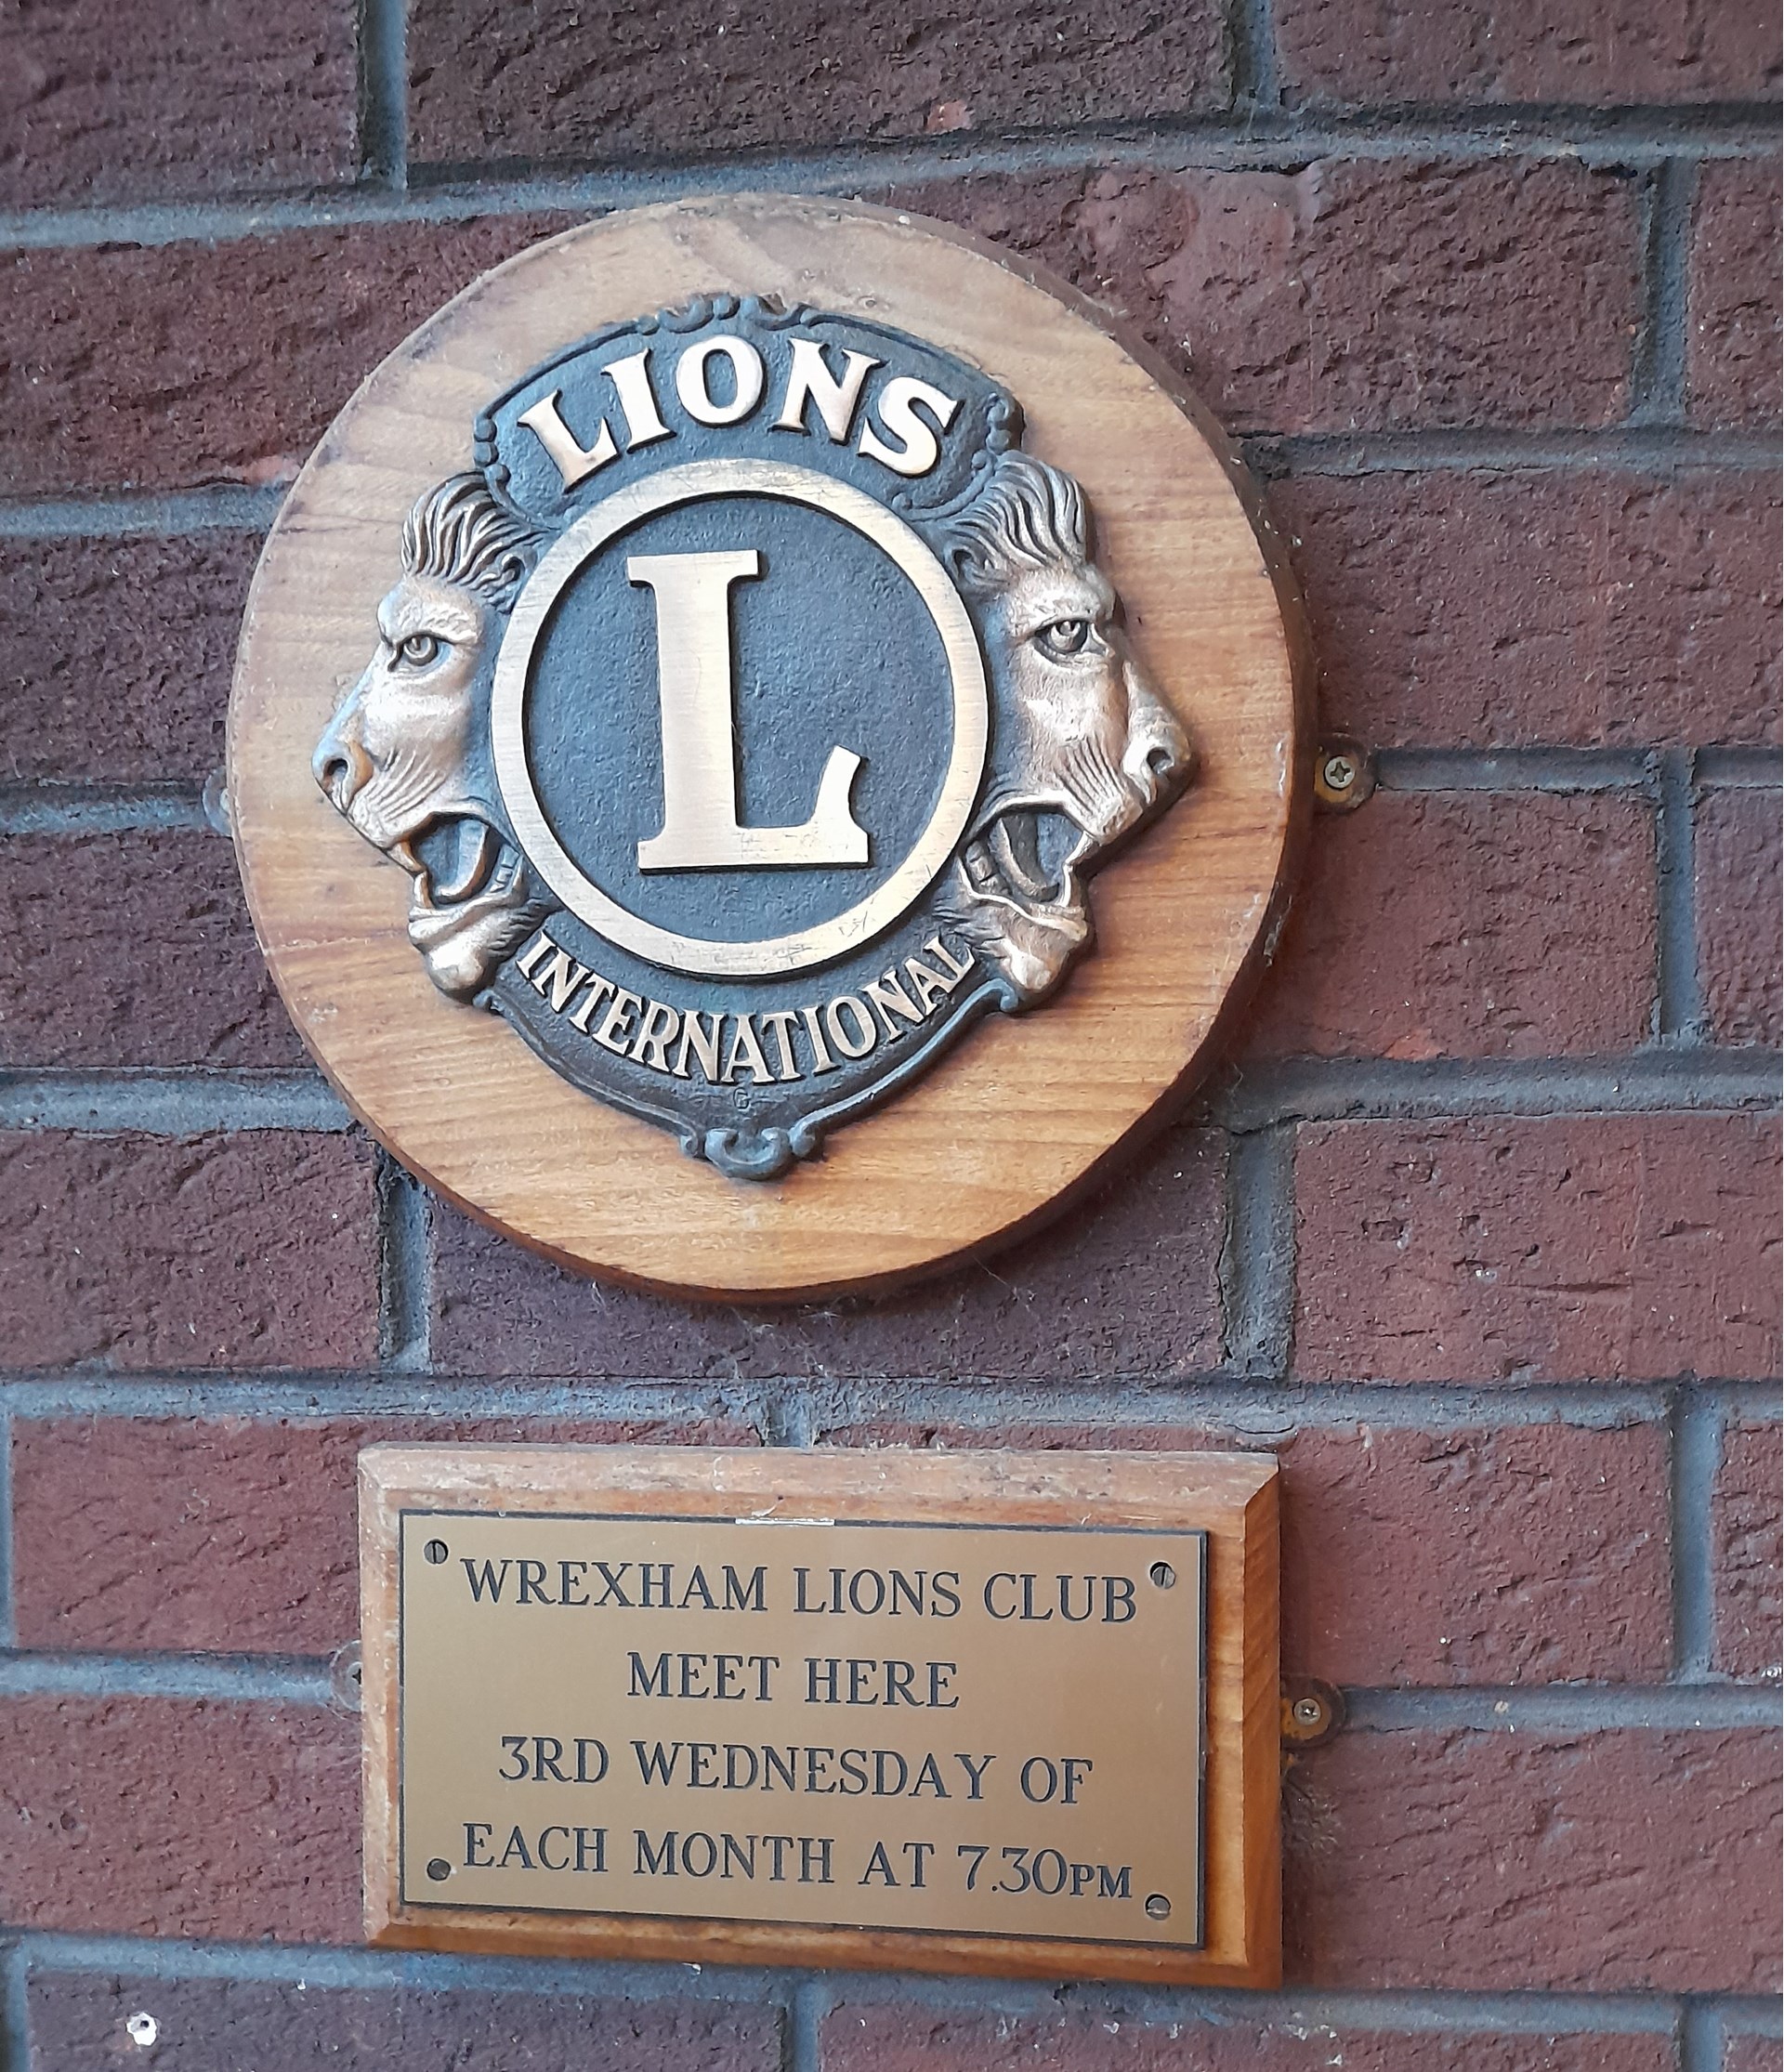 LIONS
L
INTERNATIONAL
WREXHAM LIONS CLUB
MEET HERE
3RD WEDNESDAY OF
EACH MONTH AT 7.30PM